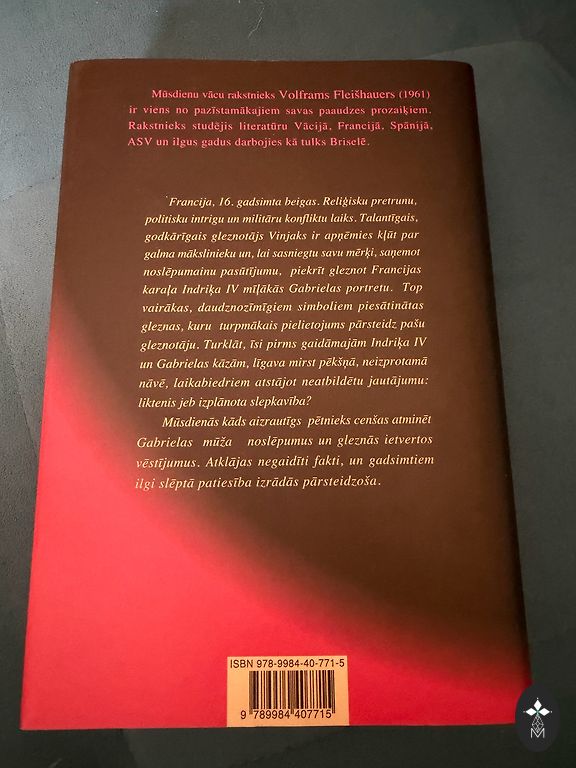 Mūsdienu vācu rakstnieks Volframs Fleišhauers (1961)
ir viens no pazīstamākajiem savas paaudzes prozaiķiem.
Rakstnieks studējis literatūru Vācijā, Francijā, Spānijā,
ASV un ilgus gadus darbojies kā tulks Briselē.
Francija, 16. gadsimta beigas. Reliģisku pretrunu,
politisku intrigu un militāru konfliktu laiks. Talantīgais,
godkārīgais gleznotājs Vinjaks ir apņēmies kļūt par
galma mākslinieku un, lai sasniegtu savu mērķi, saņemot
noslēpumainu pasūtījumu, piekrīt gleznot Francijas
karaļa Indriķa IV mīļākās Gabrielas portretu. Top
vairākas, daudznozīmīgiem simboliem piesātinātas
gleznas, kuru turpmākais pielietojums pārsteidz pašu
gleznotāju. Turklāt, īsi pirms gaidāmajām Indriķa IV
un Gabrielas kāzām, līgava mirst pēkšņā, neizprotamā
nāvē, laikabiedriem atstājot neatbildētu jautājumu:
liktenis jeb izplānota slepkavība?
Mūsdienās kāds aizrautīgs pētnieks cenšas atminēt
Gabrielas mūža noslēpumus un gleznās ietvertos
vēstījumus. Atklājas negaidīti fakti, un gadsimtiem
ilgi slēptā patiesība izrādās pārsteidzoša.
ISBN 978-9984-40-771-5
9 789984 407715
M